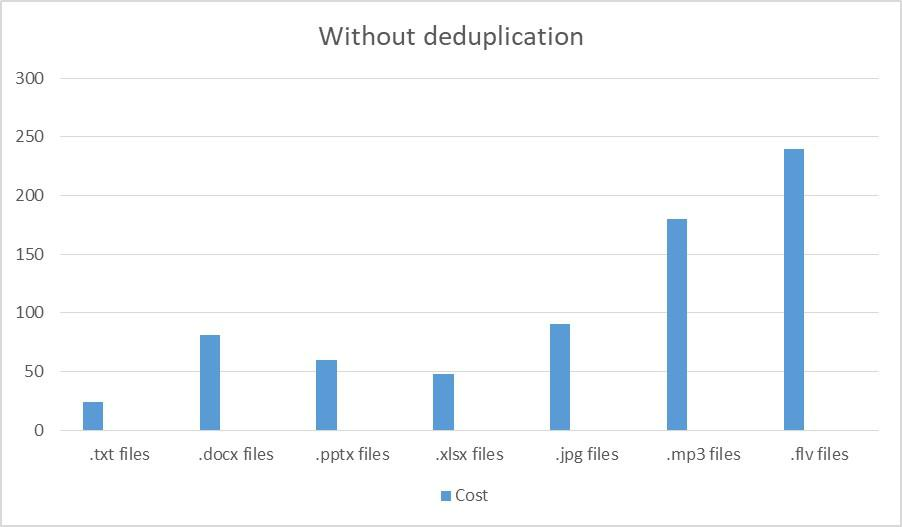 Without deduplication
300
250
200
150
100
50
0
.txt files .docx files .pptx files .xlsx files .jpg files .mp3 files .flv files
Cost